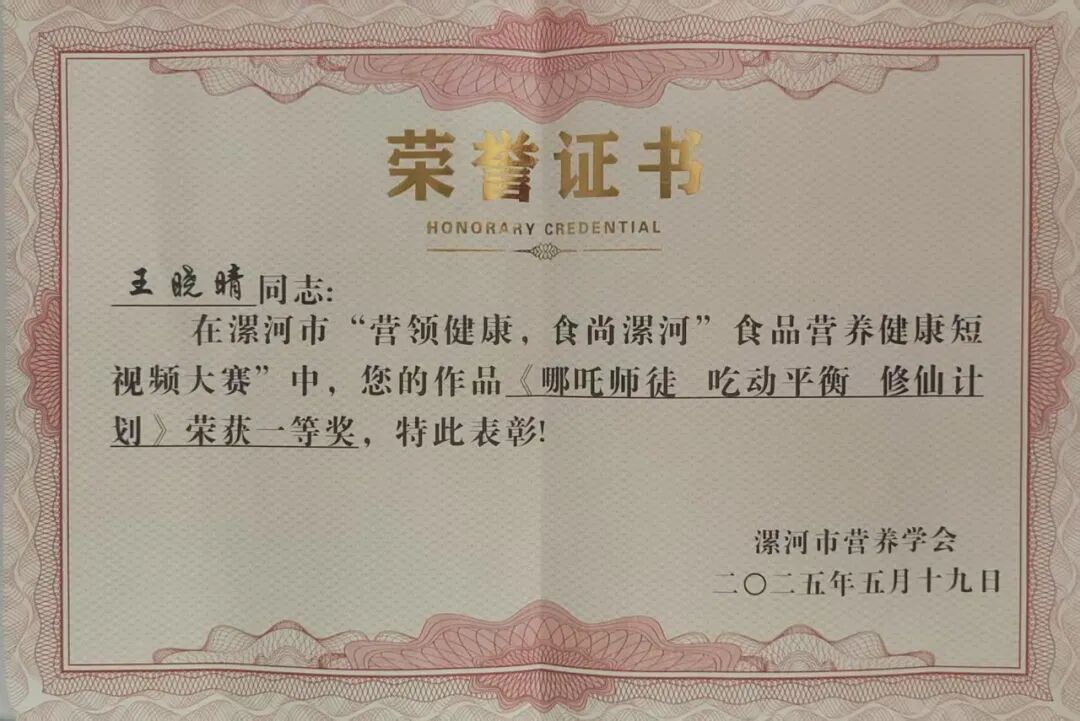 荣誉证书
HONORARY CREDENTIAL
王晓晴同志:
在漯河市“营领健康，食尚漯河”食品营养健康短
视频大赛”中，您的作品《哪吒师徒 吃动平衡 修仙计
划》荣获一等奖，特此表彰!
漯河市营养学会
二〇二五年五月十九日